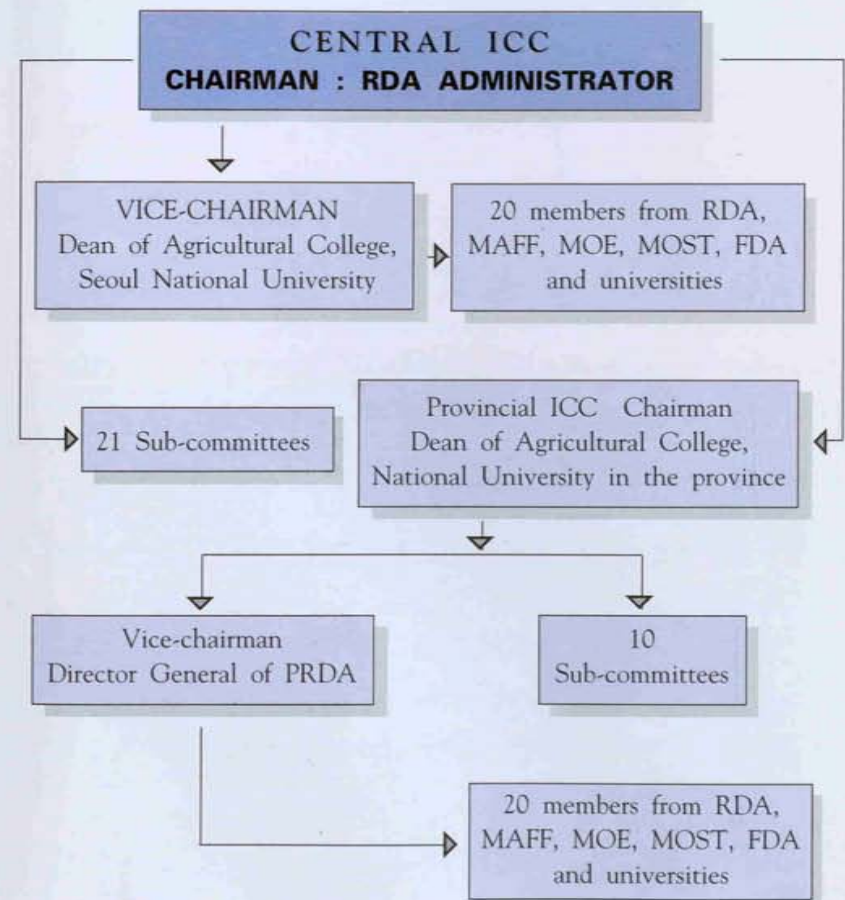 CENTRAL ICC
CHAIRMAN : RDA ADMINISTRATOR
VICE-CHAIRMAN
Dean of Agricultural College,
Seoul National University
20 members from RDA,
MAFF, MOE, MOST, FDA
and universities
21 Sub-committees
Provincial ICC Chairman
Dean of Agricultural College,
National University in the province
Vice-chairman
Director General of PRDA
10
Sub-committees
20 members from RDA,
MAFF, MOE, MOST, FDA
and universities